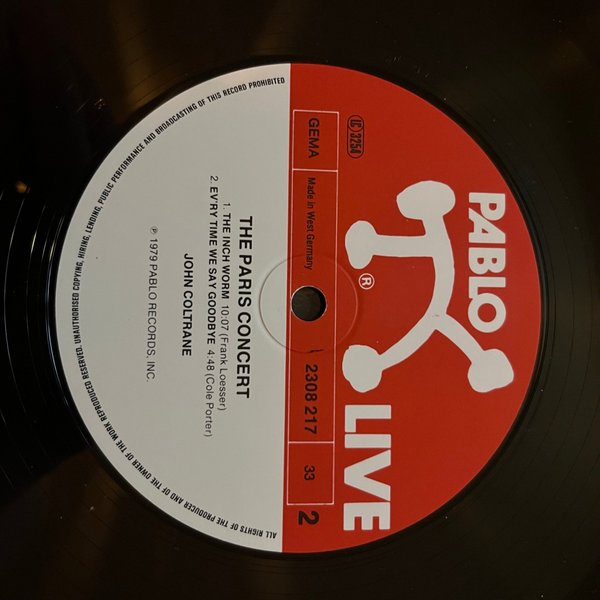 PABLO LIVE
®
LC 3254
GEMA
Made in West Germany
2308 217
33
2
THE PARIS CONCERT
1. THE INCH WORM 10:07 (Frank Loesser)
2. EV'RY TIME WE SAY GOODBYE 4:48 (Cole Porter)
JOHN COLTRANE
℗ 1979 PABLO RECORDS, INC.
ALL RIGHTS OF THE PRODUCER AND OF THE OWNER OF THE WORK REPRODUCED RESERVED, UNAUTHORISED COPYING, HIRING, LENDING, PUBLIC PERFORMANCE AND BROADCASTING OF THIS RECORD PROHIBITED